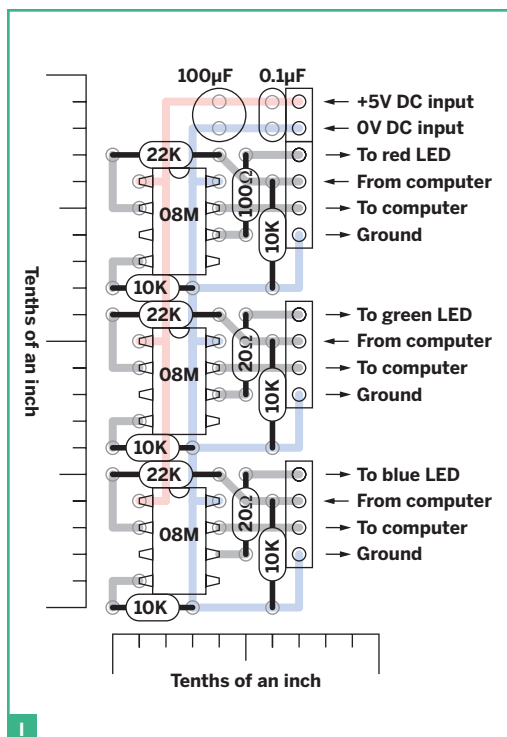 100µF 0.1µF
+5V DC input
0V DC input
22K
To red LED
100Ω
From computer
08M
To computer
10K
Ground
10K
22K
To green LED
20Ω
From computer
08M
To computer
10K
Ground
10K
22K
To blue LED
20Ω
From computer
08M
To computer
10K
Ground
10K
Tenths of an inch
Tenths of an inch
I